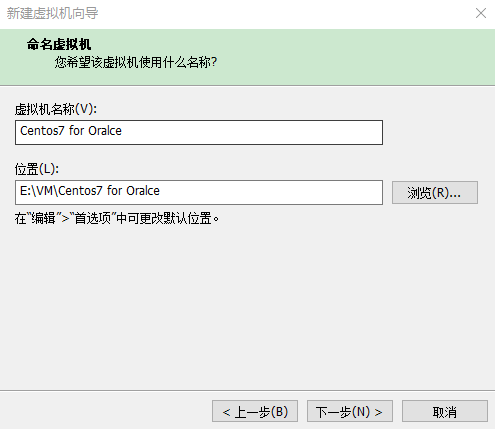 新建虚拟机向导
命名虚拟机
您希望该虚拟机使用什么名称?
虚拟机名称(V):
Centos7 for Oralce
位置(L):
E:\VM\Centos7 for Oralce
浏览(R)...
在“编辑”>“首选项”中可更改默认位置。
< 上一步(B)
下一步(N) >
取消